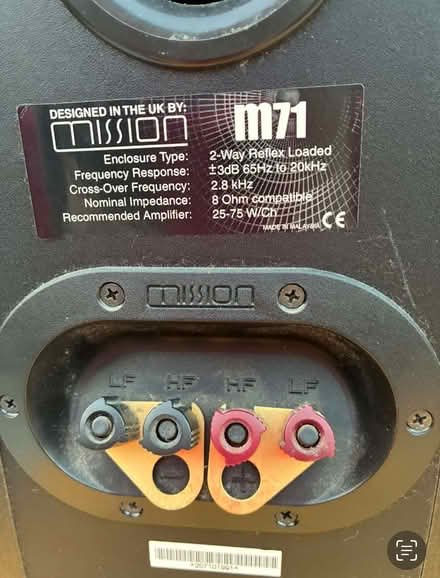 DESIGNED IN THE UK BY:
mission
m71
Enclosure Type: 2-Way Reflex Loaded
Frequency Response: ±3dB 65Hz to 20kHz
Cross-Over Frequency: 2.8 kHz
Nominal Impedance: 8 Ohm compatible
Recommended Amplifier: 25-75 W/Ch
MADE IN MALAYSIA CE
mission
LF HF HF LF
− +